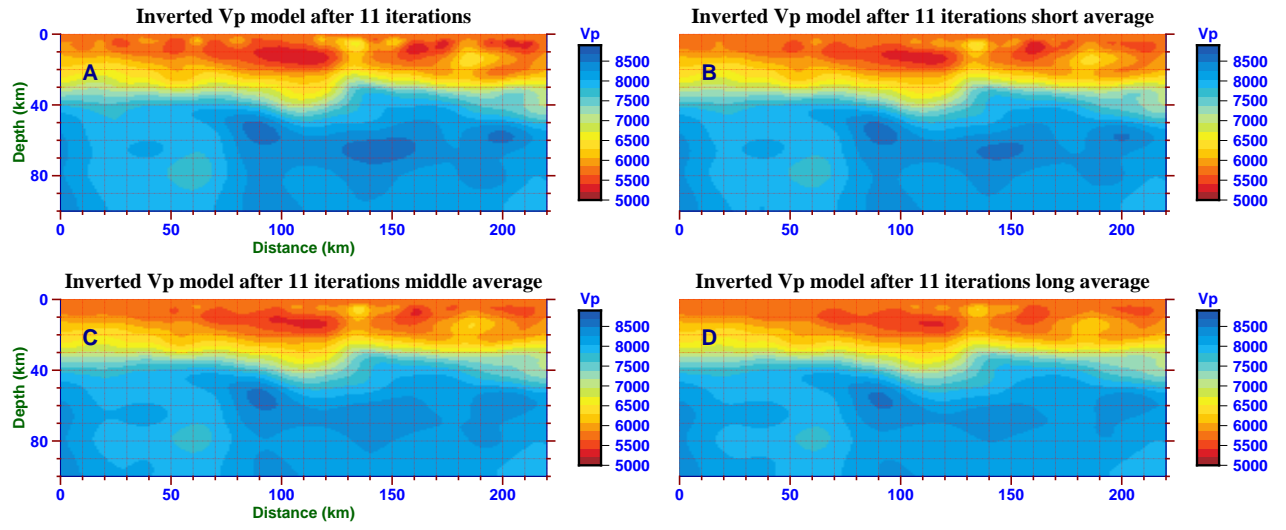 Inverted Vp model after 11 iterations
Inverted Vp model after 11 iterations short average
Vp
Vp
0
40
80
Depth (km)
A
B
8500
8000
7500
7000
6500
6000
5500
5000
8500
8000
7500
7000
6500
6000
5500
5000
0 50 100 150 200
0 50 100 150 200
Distance (km)
Inverted Vp model after 11 iterations middle average
Inverted Vp model after 11 iterations long average
Vp
Vp
0
40
80
Depth (km)
C
D
8500
8000
7500
7000
6500
6000
5500
5000
8500
8000
7500
7000
6500
6000
5500
5000
0 50 100 150 200
0 50 100 150 200
Distance (km)